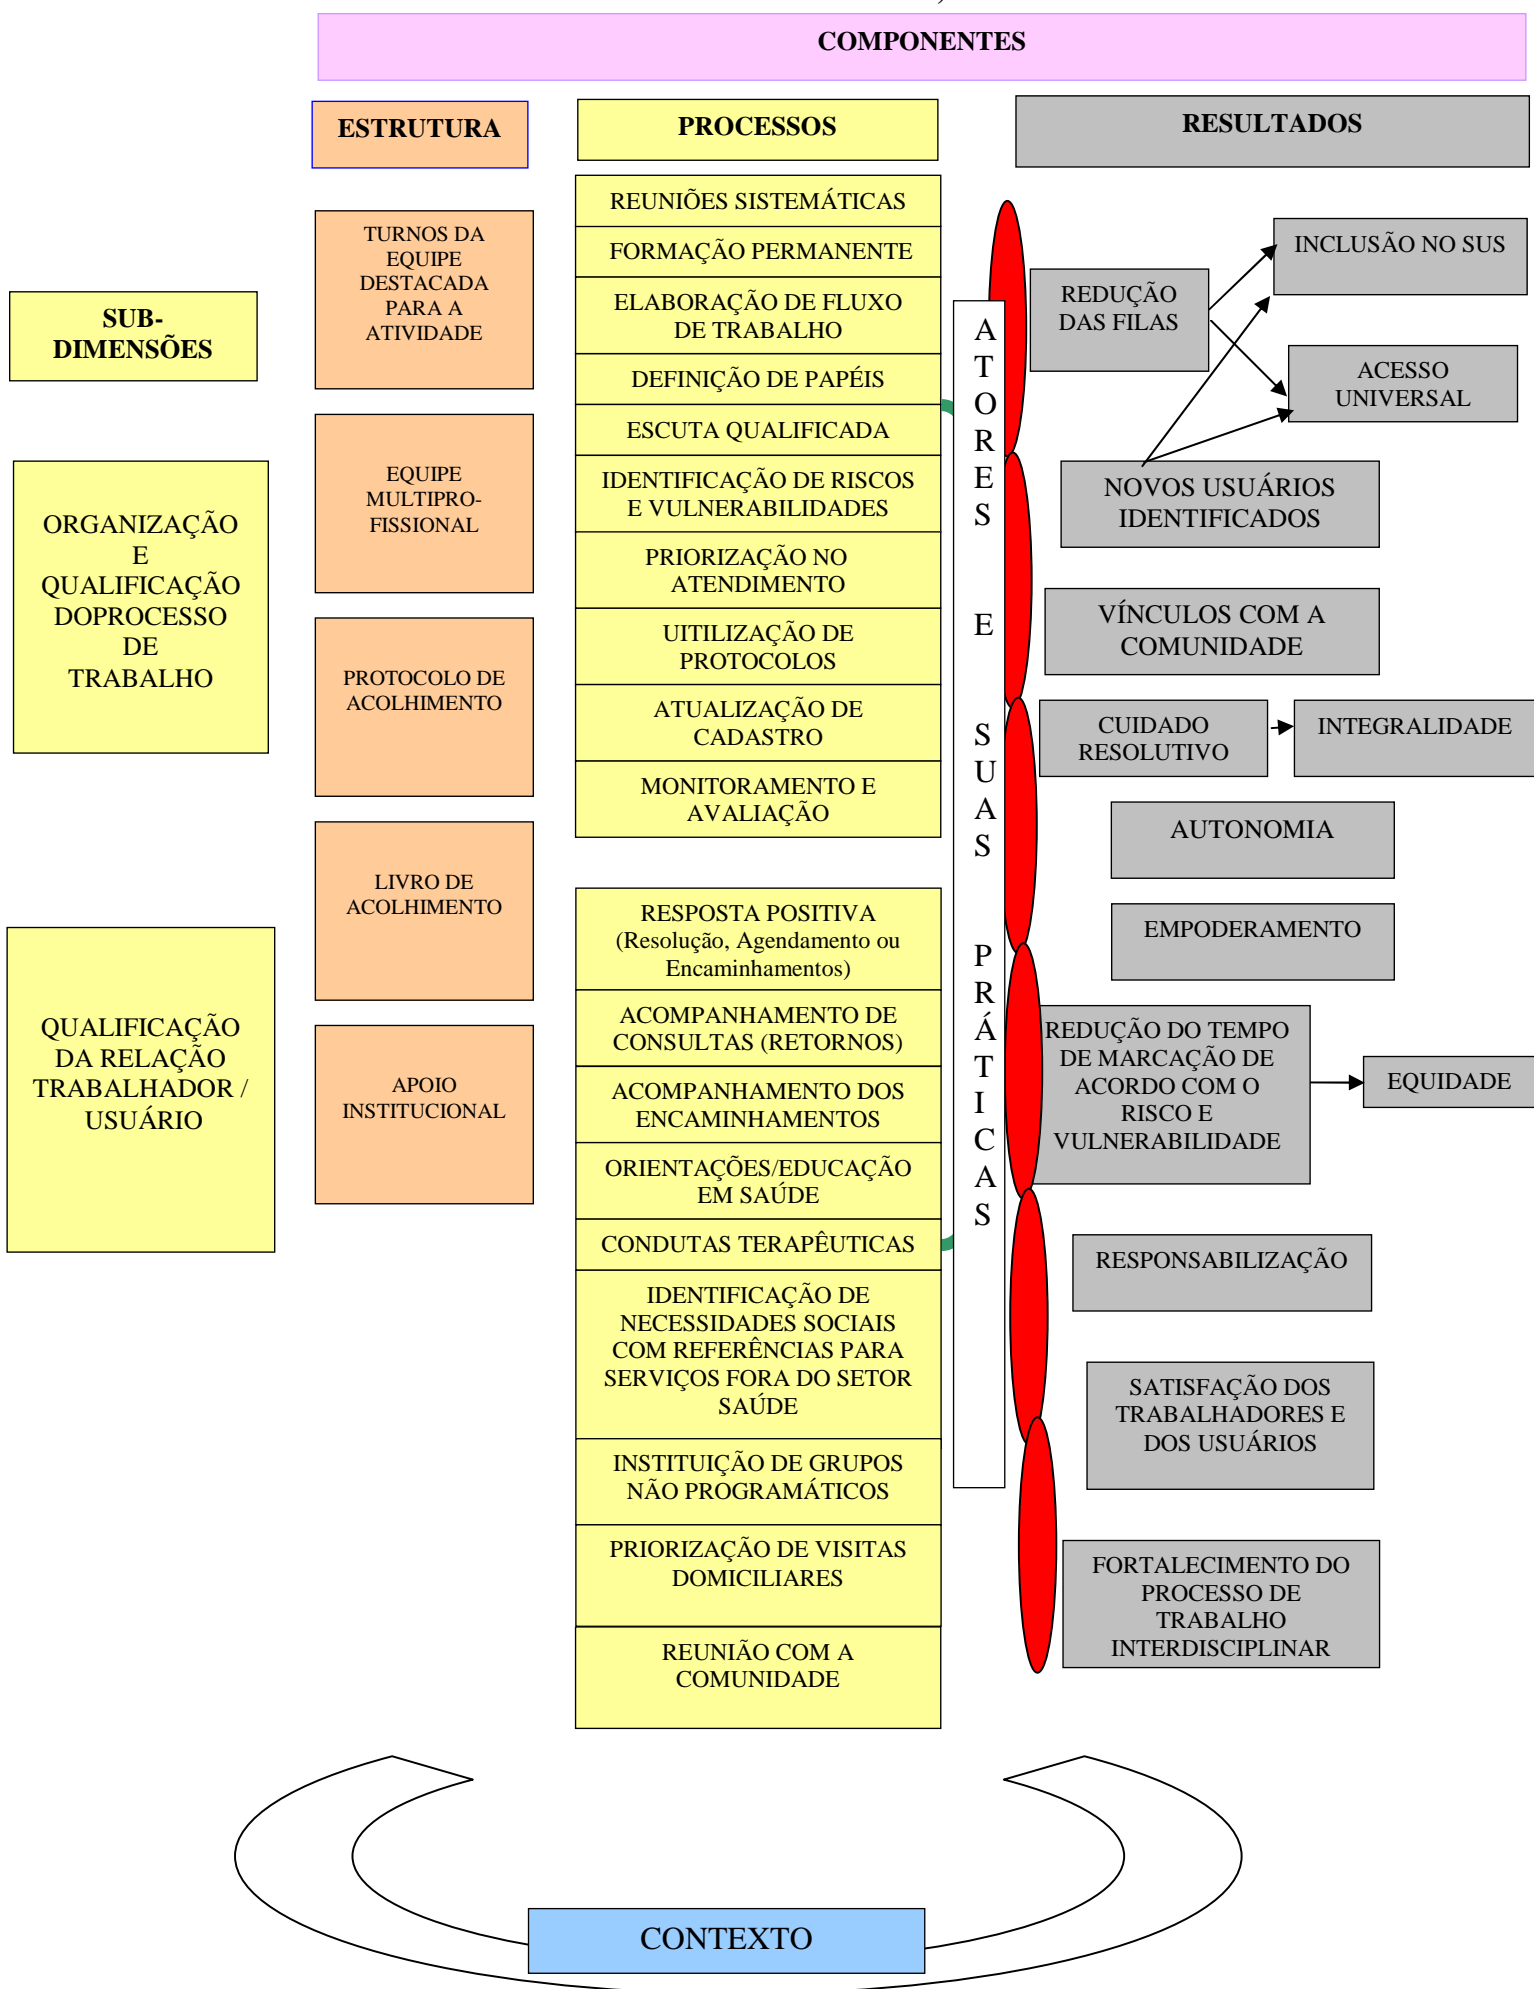 COMPONENTES
ESTRUTURA
PROCESSOS
RESULTADOS
SUB-
DIMENSÕES
ORGANIZAÇÃO
E
QUALIFICAÇÃO
DOPROCESSO
DE
TRABALHO
QUALIFICAÇÃO
DA RELAÇÃO
TRABALHADOR /
USUÁRIO
TURNOS DA
EQUIPE
DESTACADA
PARA A
ATIVIDADE
EQUIPE
MULTIPRO-
FISSIONAL
PROTOCOLO DE
ACOLHIMENTO
LIVRO DE
ACOLHIMENTO
APOIO
INSTITUCIONAL
REUNIÕES SISTEMÁTICAS
FORMAÇÃO PERMANENTE
ELABORAÇÃO DE FLUXO
DE TRABALHO
DEFINIÇÃO DE PAPÉIS
ESCUTA QUALIFICADA
IDENTIFICAÇÃO DE RISCOS
E VULNERABILIDADES
PRIORIZAÇÃO NO
ATENDIMENTO
UITILIZAÇÃO DE
PROTOCOLOS
ATUALIZAÇÃO DE
CADASTRO
MONITORAMENTO E
AVALIAÇÃO
RESPOSTA POSITIVA
(Resolução, Agendamento ou
Encaminhamentos)
ACOMPANHAMENTO DE
CONSULTAS (RETORNOS)
ACOMPANHAMENTO DOS
ENCAMINHAMENTOS
ORIENTAÇÕES/EDUCAÇÃO
EM SAÚDE
CONDUTAS TERAPÊUTICAS
IDENTIFICAÇÃO DE
NECESSIDADES SOCIAIS
COM REFERÊNCIAS PARA
SERVIÇOS FORA DO SETOR
SAÚDE
INSTITUIÇÃO DE GRUPOS
NÃO PROGRAMÁTICOS
PRIORIZAÇÃO DE VISITAS
DOMICILIARES
REUNIÃO COM A
COMUNIDADE
ATORES E SUAS PRÁTICAS
REDUÇÃO
DAS FILAS
INCLUSÃO NO SUS
ACESSO
UNIVERSAL
NOVOS USUÁRIOS
IDENTIFICADOS
VÍNCULOS COM A
COMUNIDADE
CUIDADO
RESOLUTIVO
INTEGRALIDADE
AUTONOMIA
EMPODERAMENTO
REDUÇÃO DO TEMPO
DE MARCAÇÃO DE
ACORDO COM O
RISCO E
VULNERABILIDADE
EQUIDADE
RESPONSABILIZAÇÃO
SATISFAÇÃO DOS
TRABALHADORES E
DOS USUÁRIOS
FORTALECIMENTO DO
PROCESSO DE
TRABALHO
INTERDISCIPLINAR
CONTEXTO